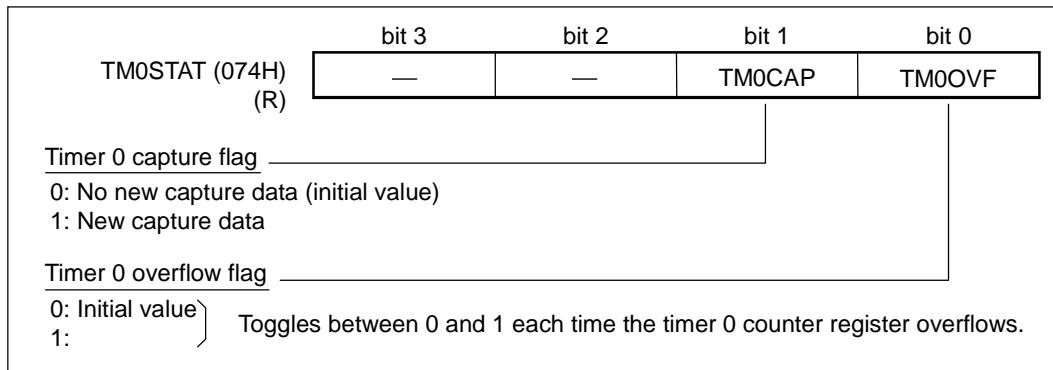 bit 3 bit 2 bit 1 bit 0
TM0STAT (074H) — — TM0CAP TM0OVF
(R)
Timer 0 capture flag
0: No new capture data (initial value)
1: New capture data
Timer 0 overflow flag
0: Initial value
1:
Toggles between 0 and 1 each time the timer 0 counter register overflows.